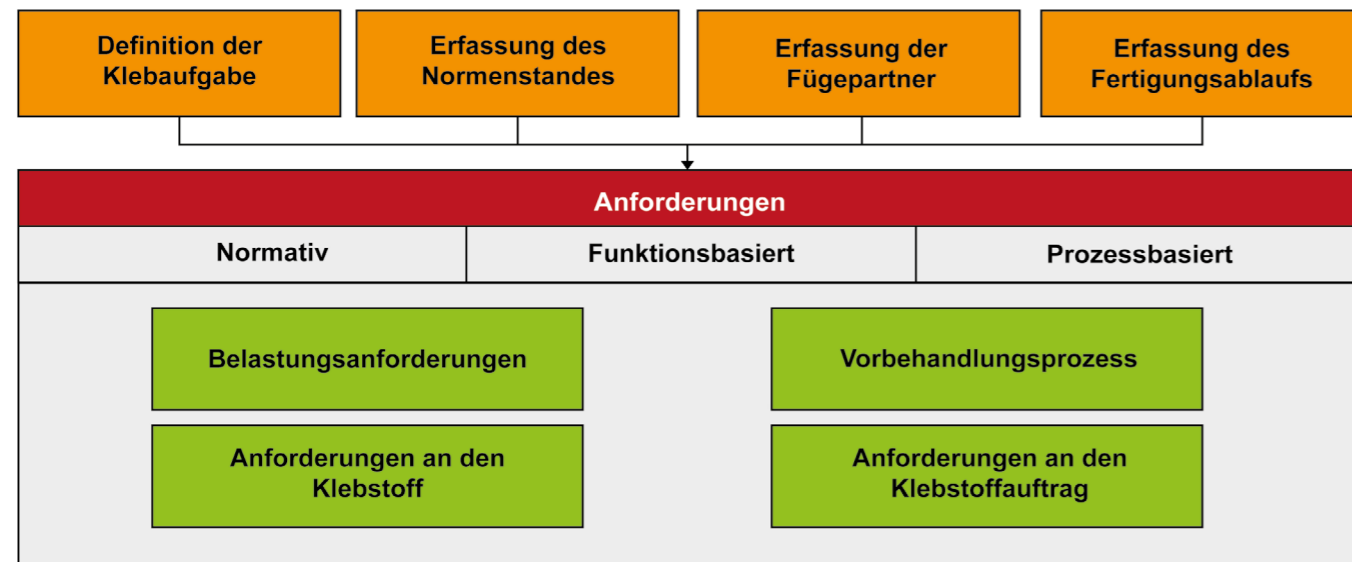 Definition der
Klebaufgabe
Erfassung des
Normenstandes
Erfassung der
Fügepartner
Erfassung des
Fertigungsablaufs
Anforderungen
Normativ
Funktionsbasiert
Prozessbasiert
Belastungsanforderungen
Vorbehandlungsprozess
Anforderungen an den
Klebstoff
Anforderungen an den
Klebstoffauftrag